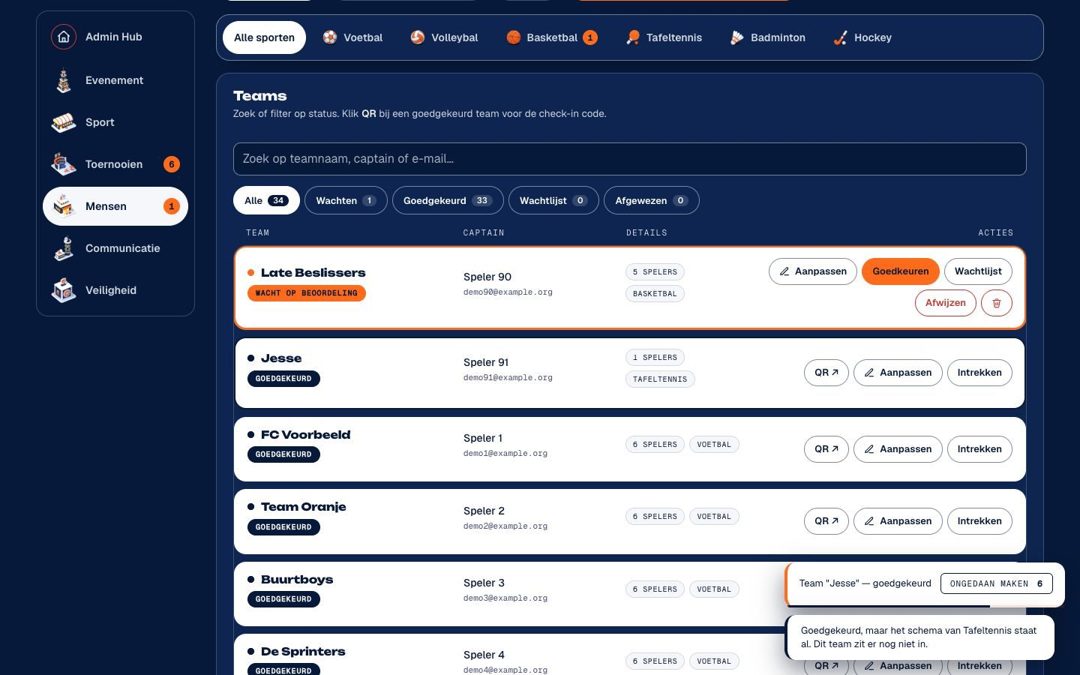 Admin Hub
Evenement
Sport
Toernooien 6
Mensen 1
Communicatie
Veiligheid
Alle sporten
Voetbal
Volleybal
Basketbal 1
Tafeltennis
Badminton
Hockey
Teams
Zoek of filter op status. Klik QR bij een goedgekeurd team voor de check-in code.
Zoek op teamnaam, captain of e-mail...
Alle 34
Wachten 1
Goedgekeurd 33
Wachtlijst 0
Afgewezen 0
TEAM CAPTAIN DETAILS ACTIES
Late Beslissers
WACHT OP BEOORDELING
Speler 90
demo90@example.org
5 SPELERS
BASKETBAL
Aanpassen
Goedkeuren
Wachtlijst
Afwijzen
Jesse
GOEDGEKEURD
Speler 91
demo91@example.org
1 SPELERS
TAFELTENNIS
QR ↗
Aanpassen
Intrekken
FC Voorbeeld
GOEDGEKEURD
Speler 1
demo1@example.org
6 SPELERS
VOETBAL
QR ↗
Aanpassen
Intrekken
Team Oranje
GOEDGEKEURD
Speler 2
demo2@example.org
6 SPELERS
VOETBAL
QR ↗
Aanpassen
Intrekken
Buurtboys
GOEDGEKEURD
Speler 3
demo3@example.org
6 SPELERS
VOETBAL
De Sprinters
GOEDGEKEURD
Speler 4
demo4@example.org
6 SPELERS
VOETBAL
QR ↗
Aanpassen
Intrekken
Team "Jesse" — goedgekeurd
ONGEDAAN MAKEN 6
Goedgekeurd, maar het schema van Tafeltennis staat
al. Dit team zit er nog niet in.